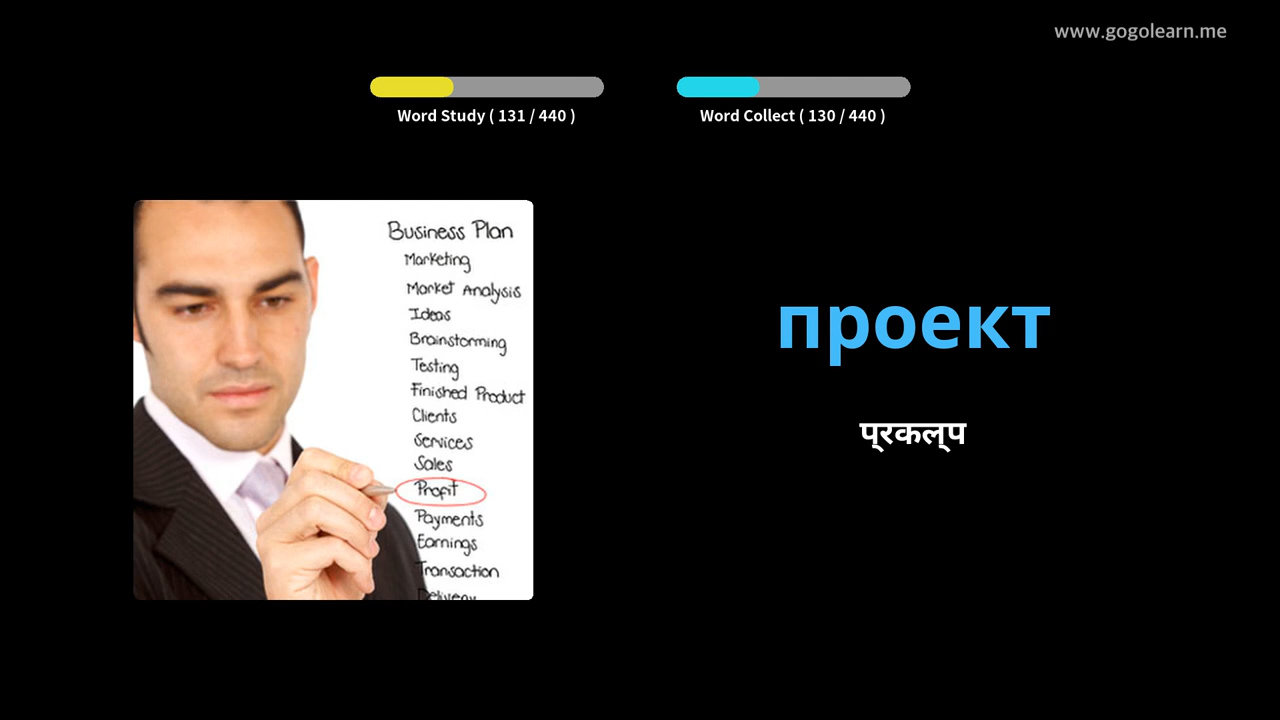 www.gogolearn.me
Word Study ( 131 / 440 )
Word Collect ( 130 / 440 )
Business Plan
Marketing
Market Analysis
Ideas
Brainstorming
Testing
Finished Product
Clients
Services
Sales
Profit
Payments
Earnings
Transaction
Delivery
проект
प्रकल्प